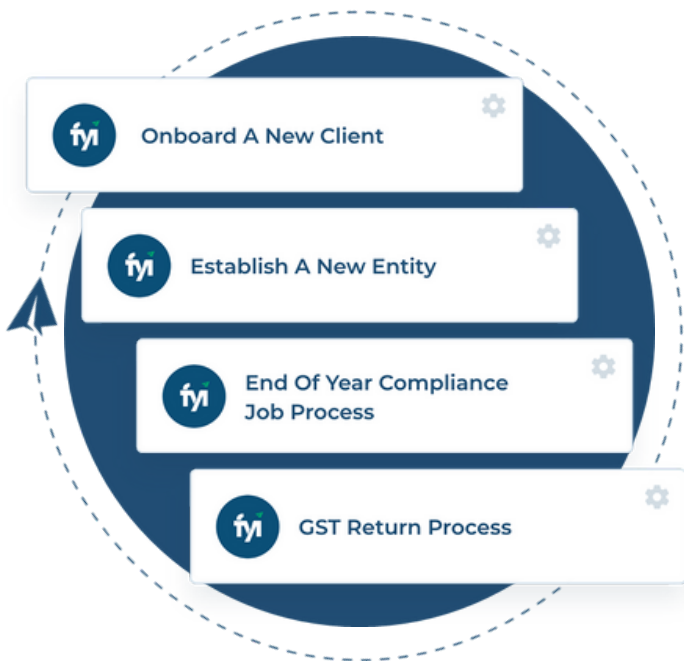 fyi
Onboard A New Client
fyi
Establish A New Entity
fyi
End Of Year Compliance
Job Process
fyi
GST Return Process